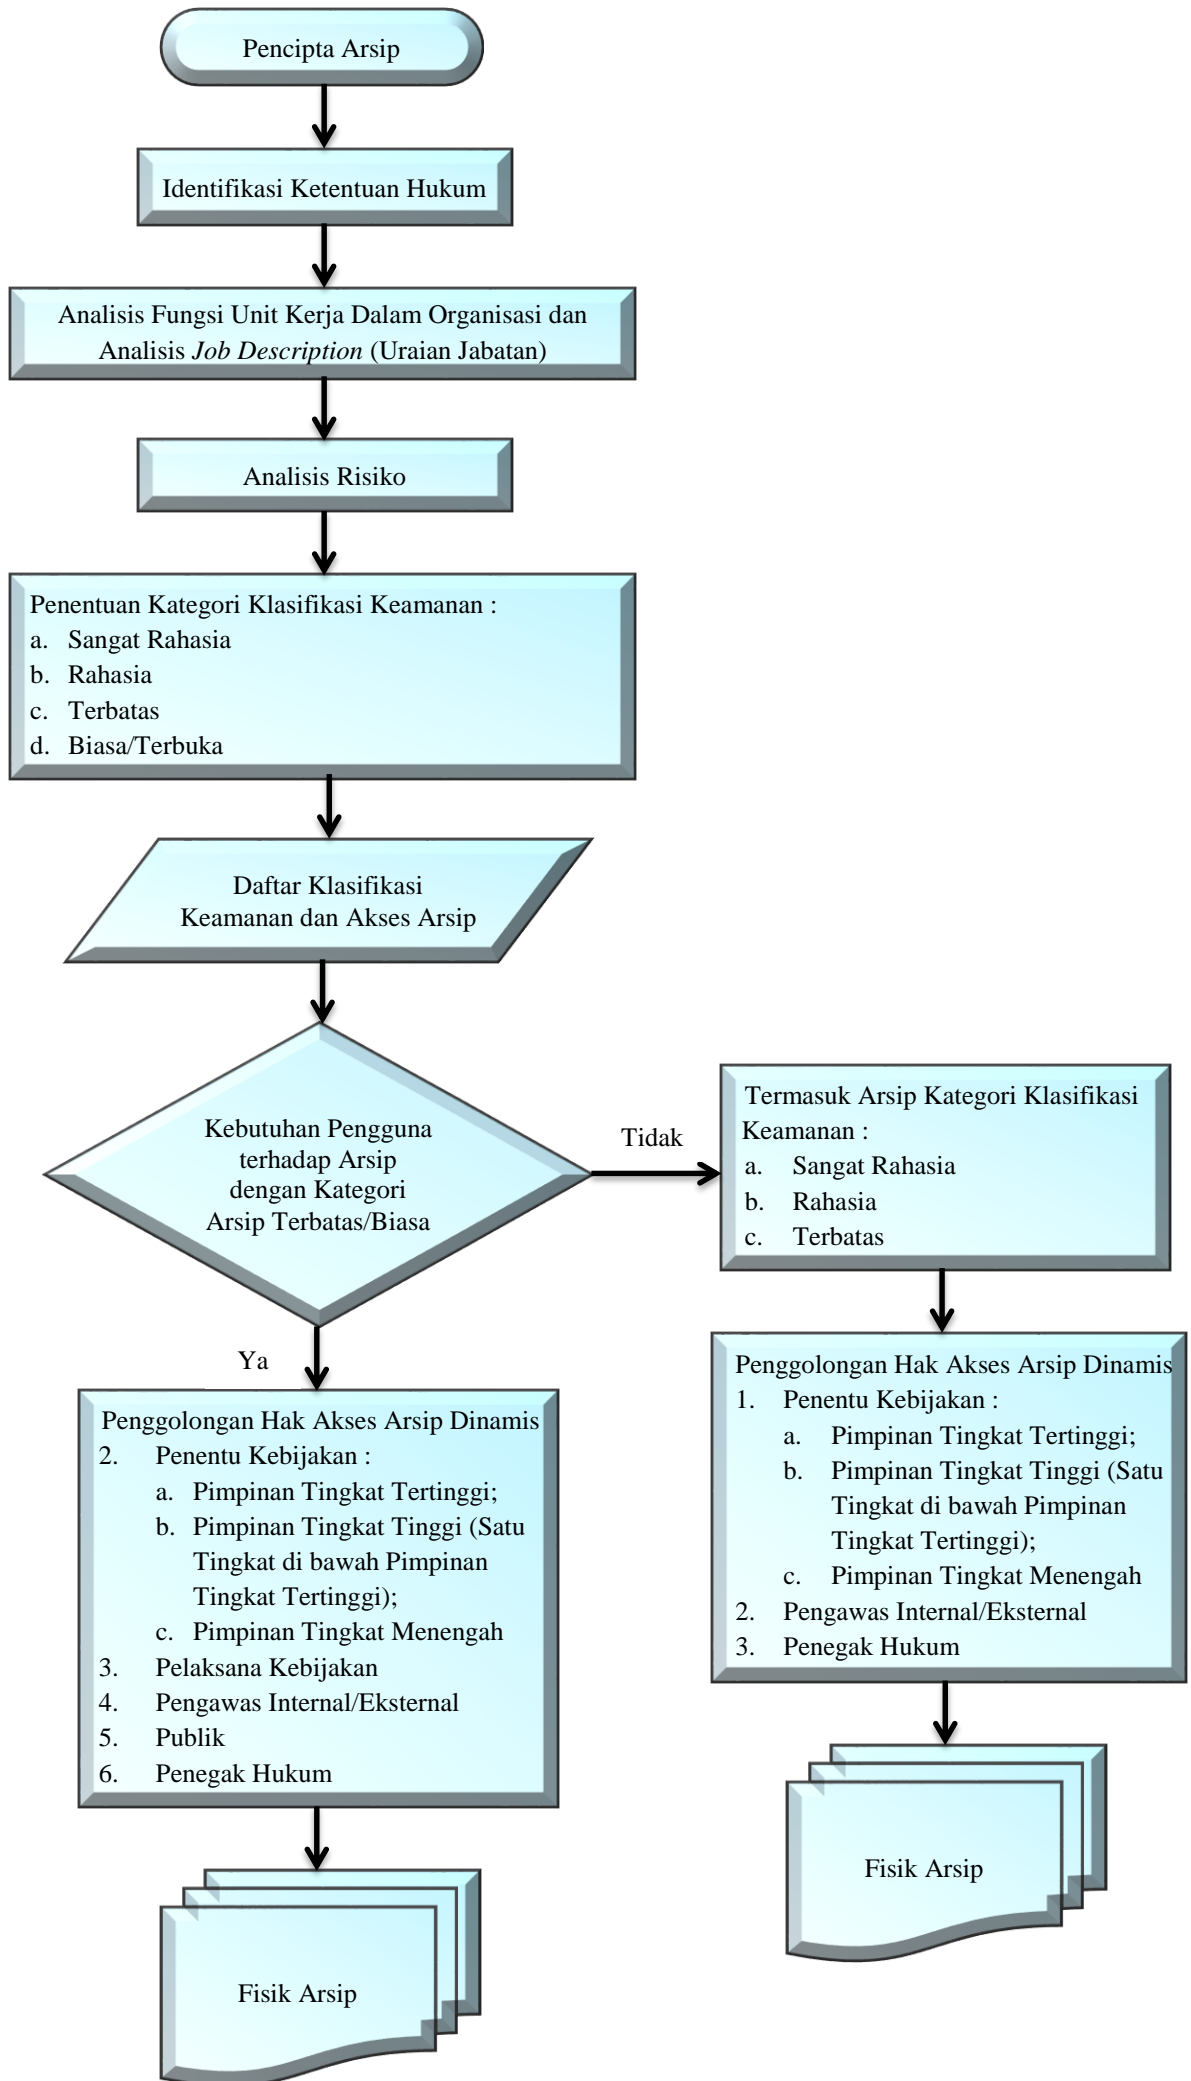 Pencipta Arsip
Identifikasi Ketentuan Hukum
Analisis Fungsi Unit Kerja Dalam Organisasi dan
Analisis Job Description (Uraian Jabatan)
Analisis Risiko
Penentuan Kategori Klasifikasi Keamanan :
a. Sangat Rahasia
b. Rahasia
c. Terbatas
d. Biasa/Terbuka
Daftar Klasifikasi
Keamanan dan Akses Arsip
Kebutuhan Pengguna
terhadap Arsip
dengan Kategori
Arsip Terbatas/Biasa
Tidak
Termasuk Arsip Kategori Klasifikasi
Keamanan :
a. Sangat Rahasia
b. Rahasia
c. Terbatas
Ya
Penggolongan Hak Akses Arsip Dinamis
2. Penentu Kebijakan :
a. Pimpinan Tingkat Tertinggi;
b. Pimpinan Tingkat Tinggi (Satu
Tingkat di bawah Pimpinan
Tingkat Tertinggi);
c. Pimpinan Tingkat Menengah
3. Pelaksana Kebijakan
4. Pengawas Internal/Eksternal
5. Publik
6. Penegak Hukum
Fisik Arsip
Penggolongan Hak Akses Arsip Dinamis
1. Penentu Kebijakan :
a. Pimpinan Tingkat Tertinggi;
b. Pimpinan Tingkat Tinggi (Satu
Tingkat di bawah Pimpinan
Tingkat Tertinggi);
c. Pimpinan Tingkat Menengah
2. Pengawas Internal/Eksternal
3. Penegak Hukum
Fisik Arsip